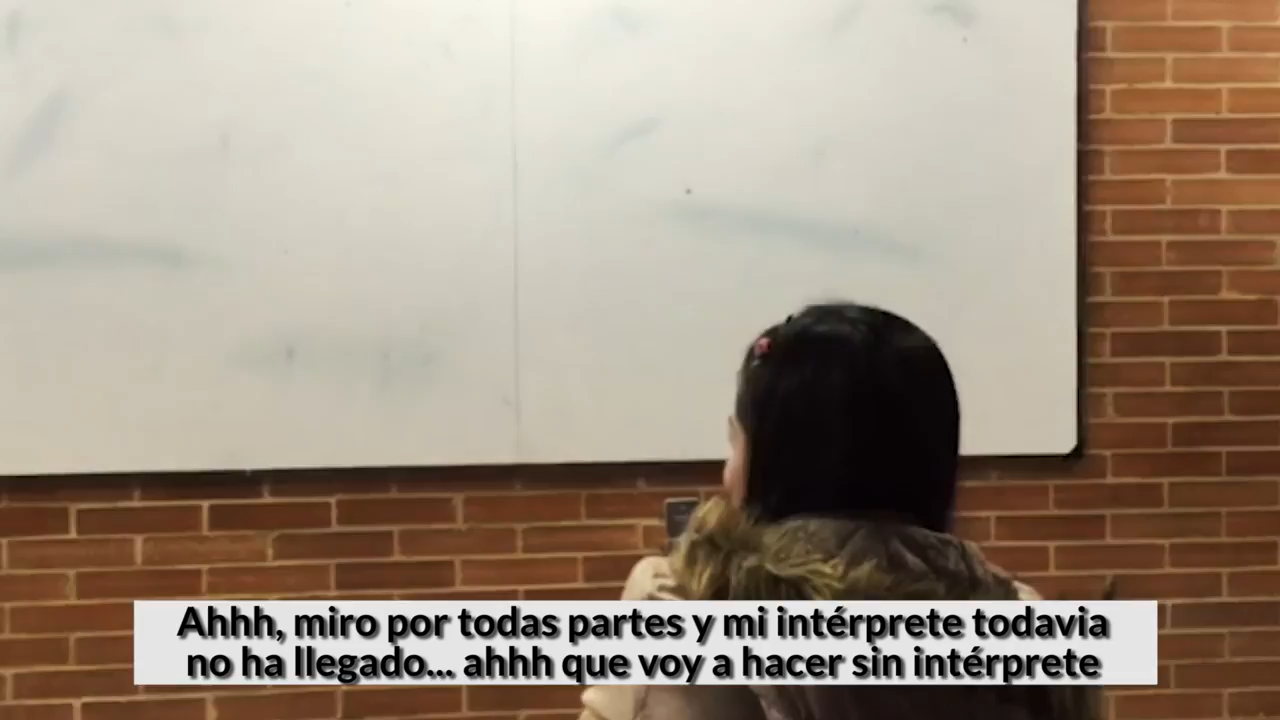 Ahhh, miro por todas partes y mi intérprete todavia
no ha llegado... ahhh que voy a hacer sin intérprete